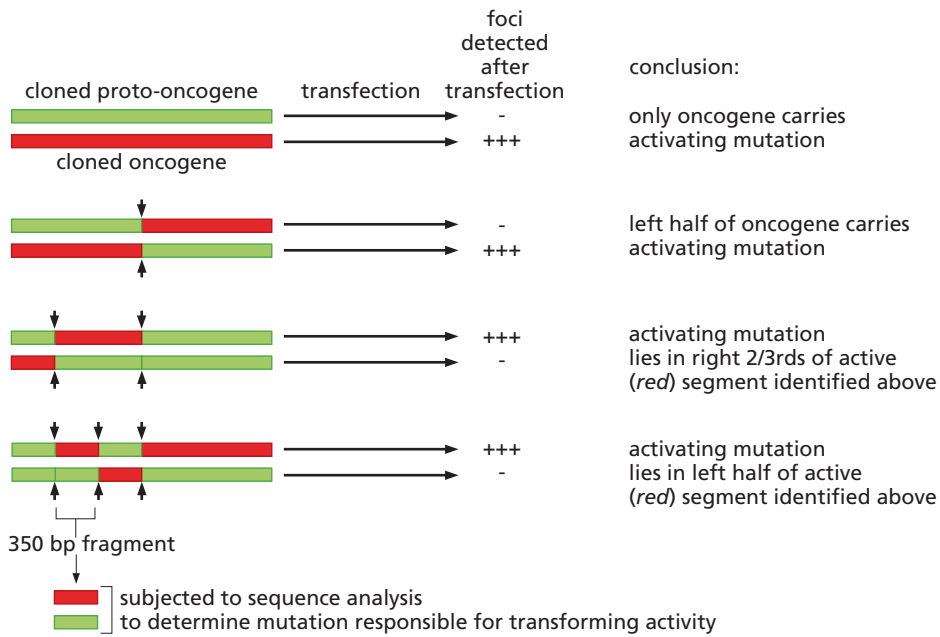 foci
detected
after
cloned proto-oncogene transfection transfection conclusion:
- only oncogene carries
+++ activating mutation
cloned oncogene
- left half of oncogene carries
+++ activating mutation
+++ activating mutation
- lies in right 2/3rds of active
(red) segment identified above
+++ activating mutation
- lies in left half of active
(red) segment identified above
350 bp fragment
subjected to sequence analysis
to determine mutation responsible for transforming activity